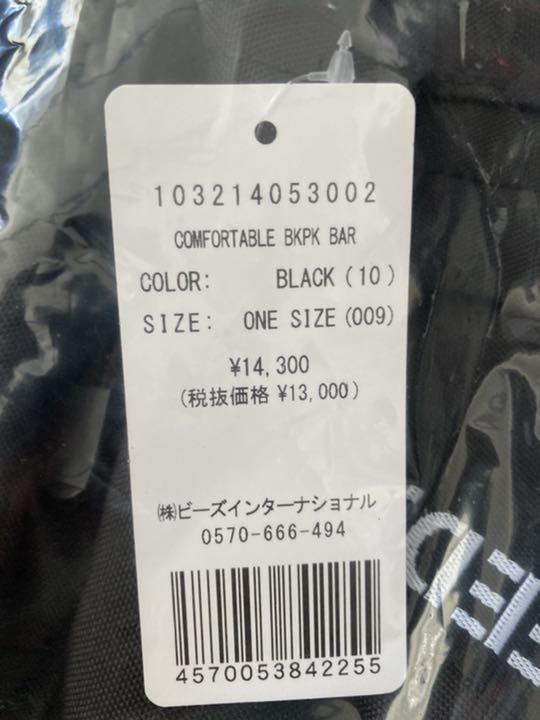 103214053002
COMFORTABLE BKPK BAR
COLOR: BLACK(10)
SIZE: ONE SIZE(009)
¥14,300
(税抜価格 ¥13,000)
㈱ビーズインターナショナル
0570-666-494
4570053842255